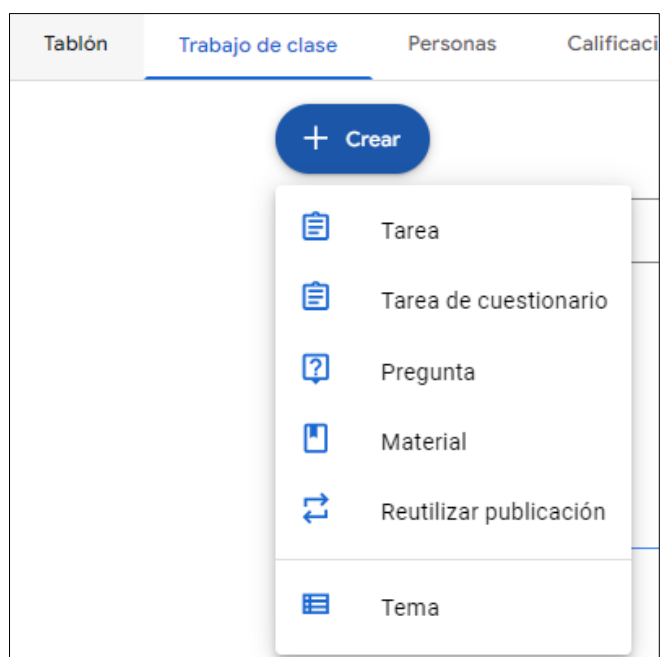 Tablón Trabajo de clase Personas Calificaci
+ Crear
Tarea
Tarea de cuestionario
Pregunta
Material
Reutilizar publicación
Tema